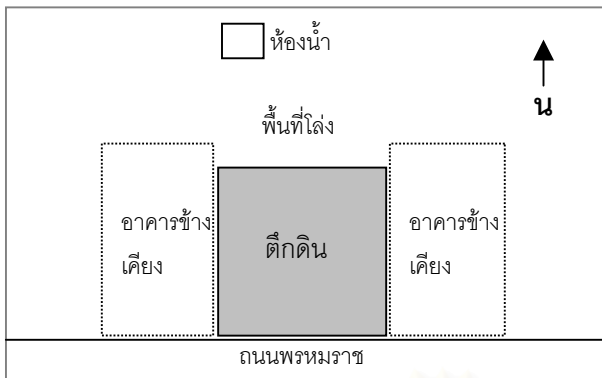 ห้องน้ำ
น
พื้นที่โล่ง
อาคารข้าง
เคียง
ตึกดิน
อาคารข้าง
เคียง
ถนนพรหมราช